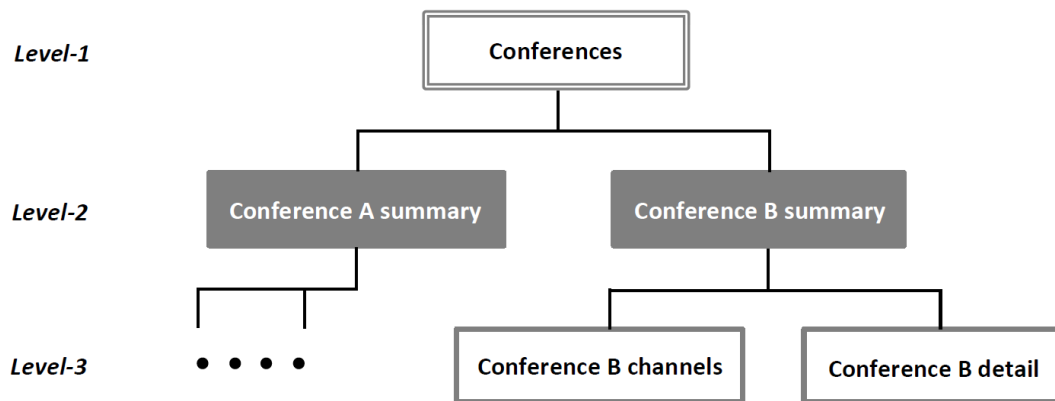 Level-1
Conferences
Level-2
Conference A summary
Conference B summary
Level-3
• • • •
Conference B channels
Conference B detail